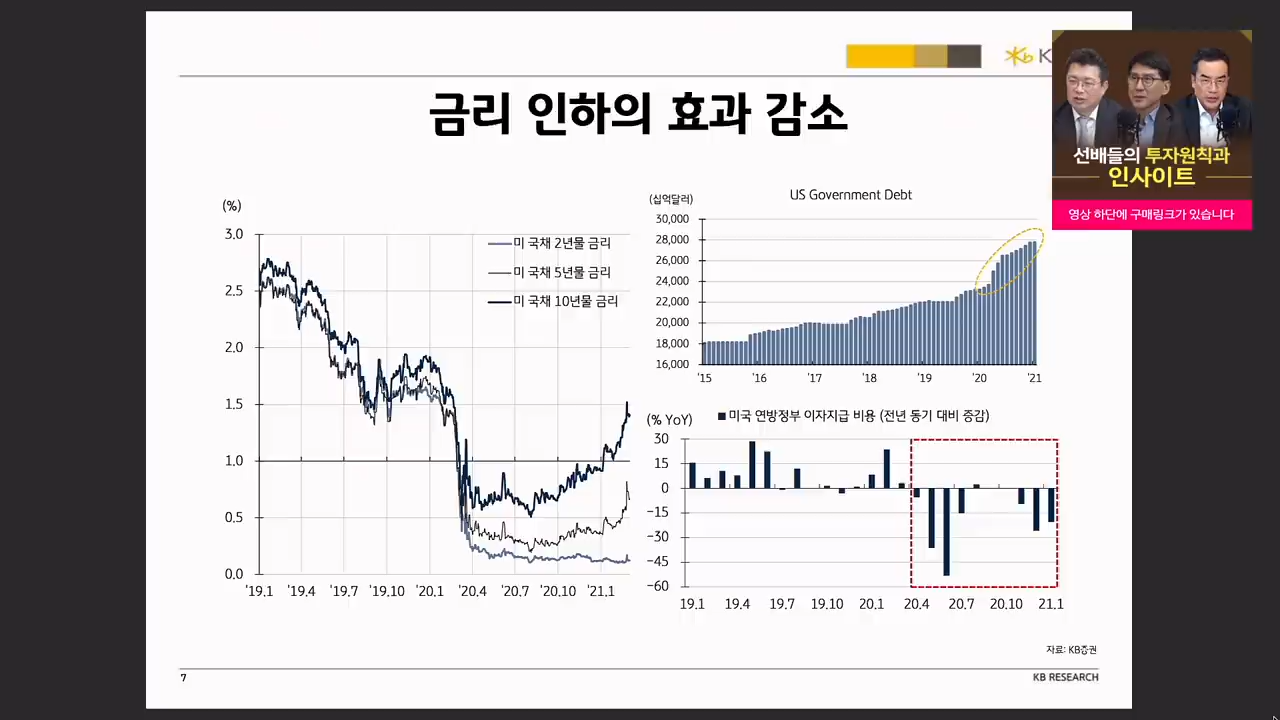 KB
금리 인하의 효과 감소
선배들의 투자원칙과
인사이트
영상 하단에 구매링크가 있습니다
(%)
3.0
2.5
2.0
1.5
1.0
0.5
0.0
미 국채 2년물 금리
미 국채 5년물 금리
미 국채 10년물 금리
'19.1 '19.4 '19.7 '19.10 '20.1 '20.4 '20.7 '20.10 '21.1
(십억달러)
US Government Debt
30,000
28,000
26,000
24,000
22,000
20,000
18,000
16,000
'15 '16 '17 '18 '19 '20 '21
(% YoY)
미국 연방정부 이자지급 비용 (전년 동기 대비 증감)
30
15
0
-15
-30
-45
-60
19.1 19.4 19.7 19.10 20.1 20.4 20.7 20.10 21.1
자료: KB증권
7
KB RESEARCH